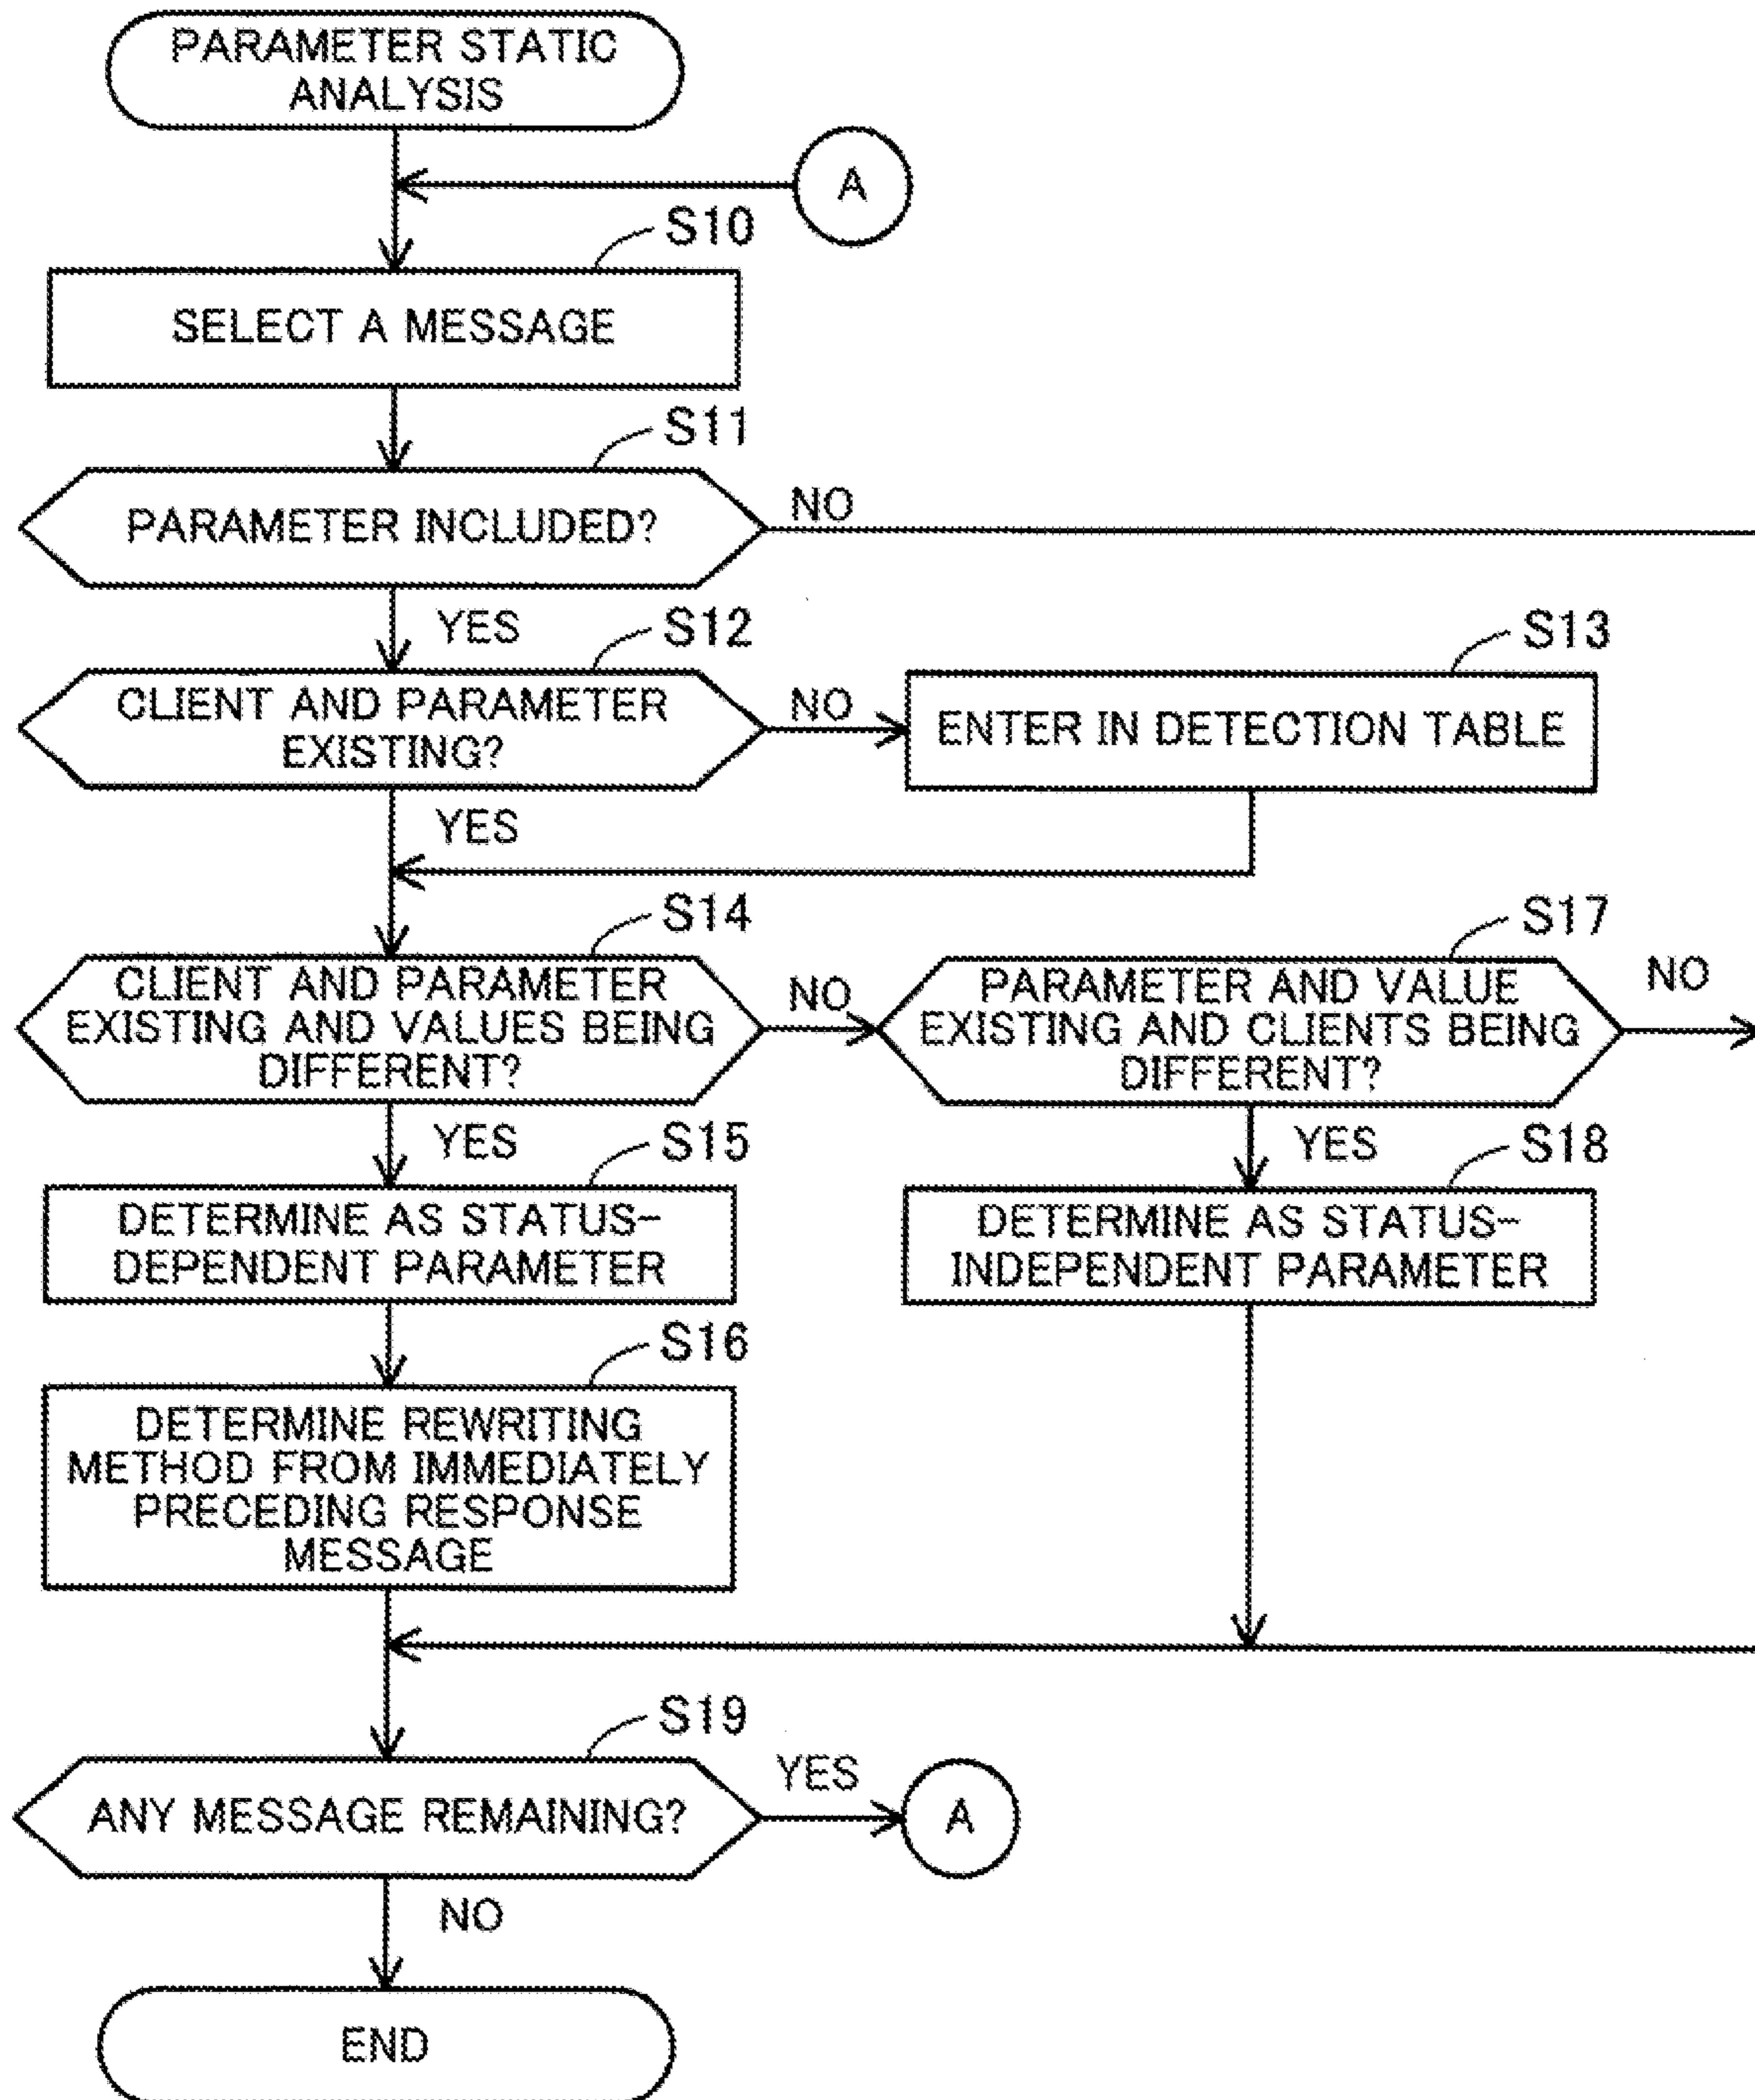 PARAMETER STATIC
ANALYSIS
A
S10
SELECT A MESSAGE
S11
PARAMETER INCLUDED?
NO
YES
S12
S13
CLIENT AND PARAMETER
EXISTING?
NO
ENTER IN DETECTION TABLE
YES
S14
S17
CLIENT AND PARAMETER
EXISTING AND VALUES BEING
DIFFERENT?
NO
PARAMETER AND VALUE
EXISTING AND CLIENTS BEING
DIFFERENT?
NO
YES
S15
YES
S18
DETERMINE AS STATUS-
DEPENDENT PARAMETER
DETERMINE AS STATUS-
INDEPENDENT PARAMETER
S16
DETERMINE REWRITING
METHOD FROM IMMEDIATELY
PRECEDING RESPONSE
MESSAGE
S19
ANY MESSAGE REMAINING?
YES
A
NO
END